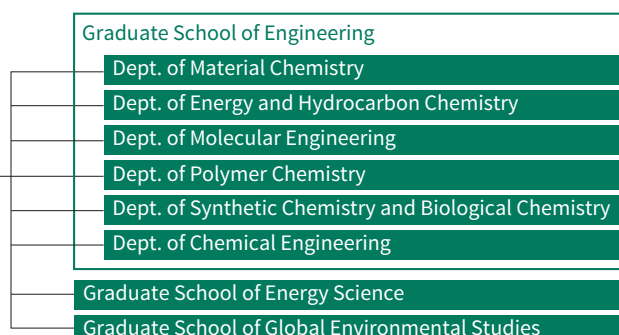 Graduate School of Engineering
Dept. of Material Chemistry
Dept. of Energy and Hydrocarbon Chemistry
Dept. of Molecular Engineering
Dept. of Polymer Chemistry
Dept. of Synthetic Chemistry and Biological Chemistry
Dept. of Chemical Engineering
Graduate School of Energy Science
Graduate School of Global Environmental Studies